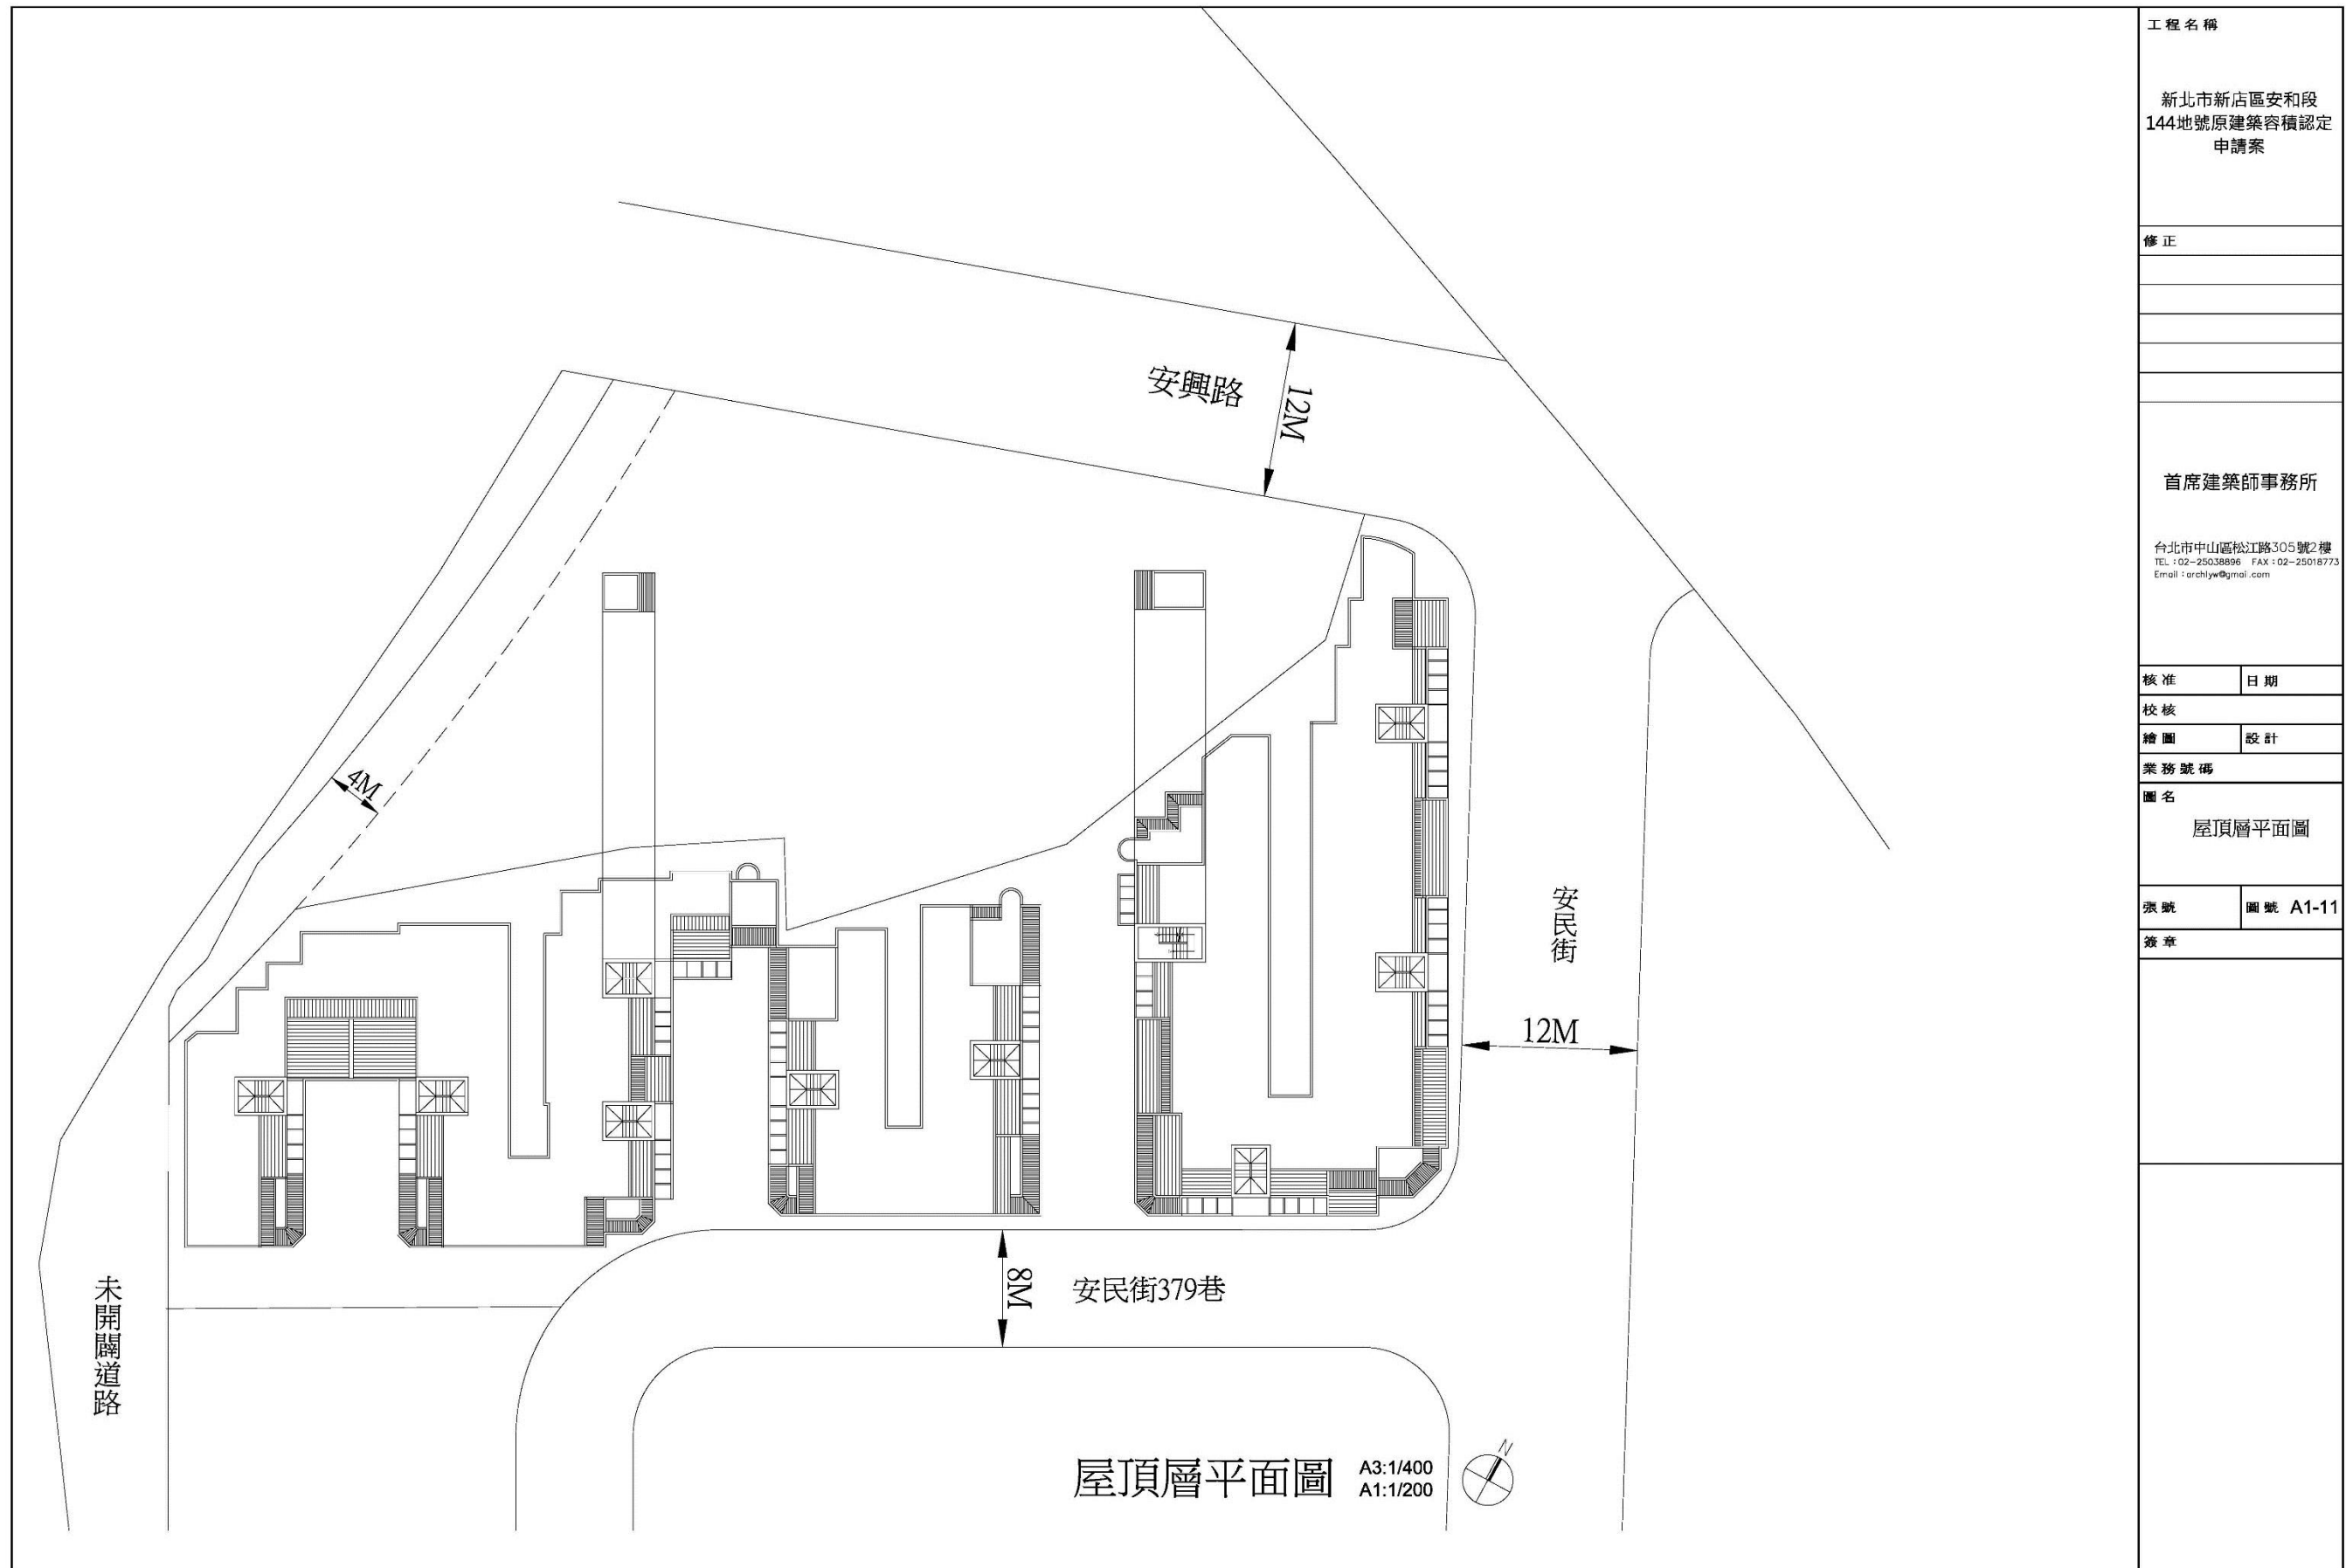 安興路
12M
4M
安民街
12M
8M
安民街379巷
未開闢道路
屋頂層平面圖
A3:1/400
A1:1/200
N
工程名稱
新北市新店區安和段
144地號原建築容積認定
申請案
修正
首席建築師事務所
台北市中山區松江路305號2樓
TEL:02-25038896 FAX:02-25018773
Email:archlyw@gmai.com
核准 日期
校核
繪圖 設計
業務號碼
圖名
屋頂層平面圖
張號 圖號 A1-11
簽章